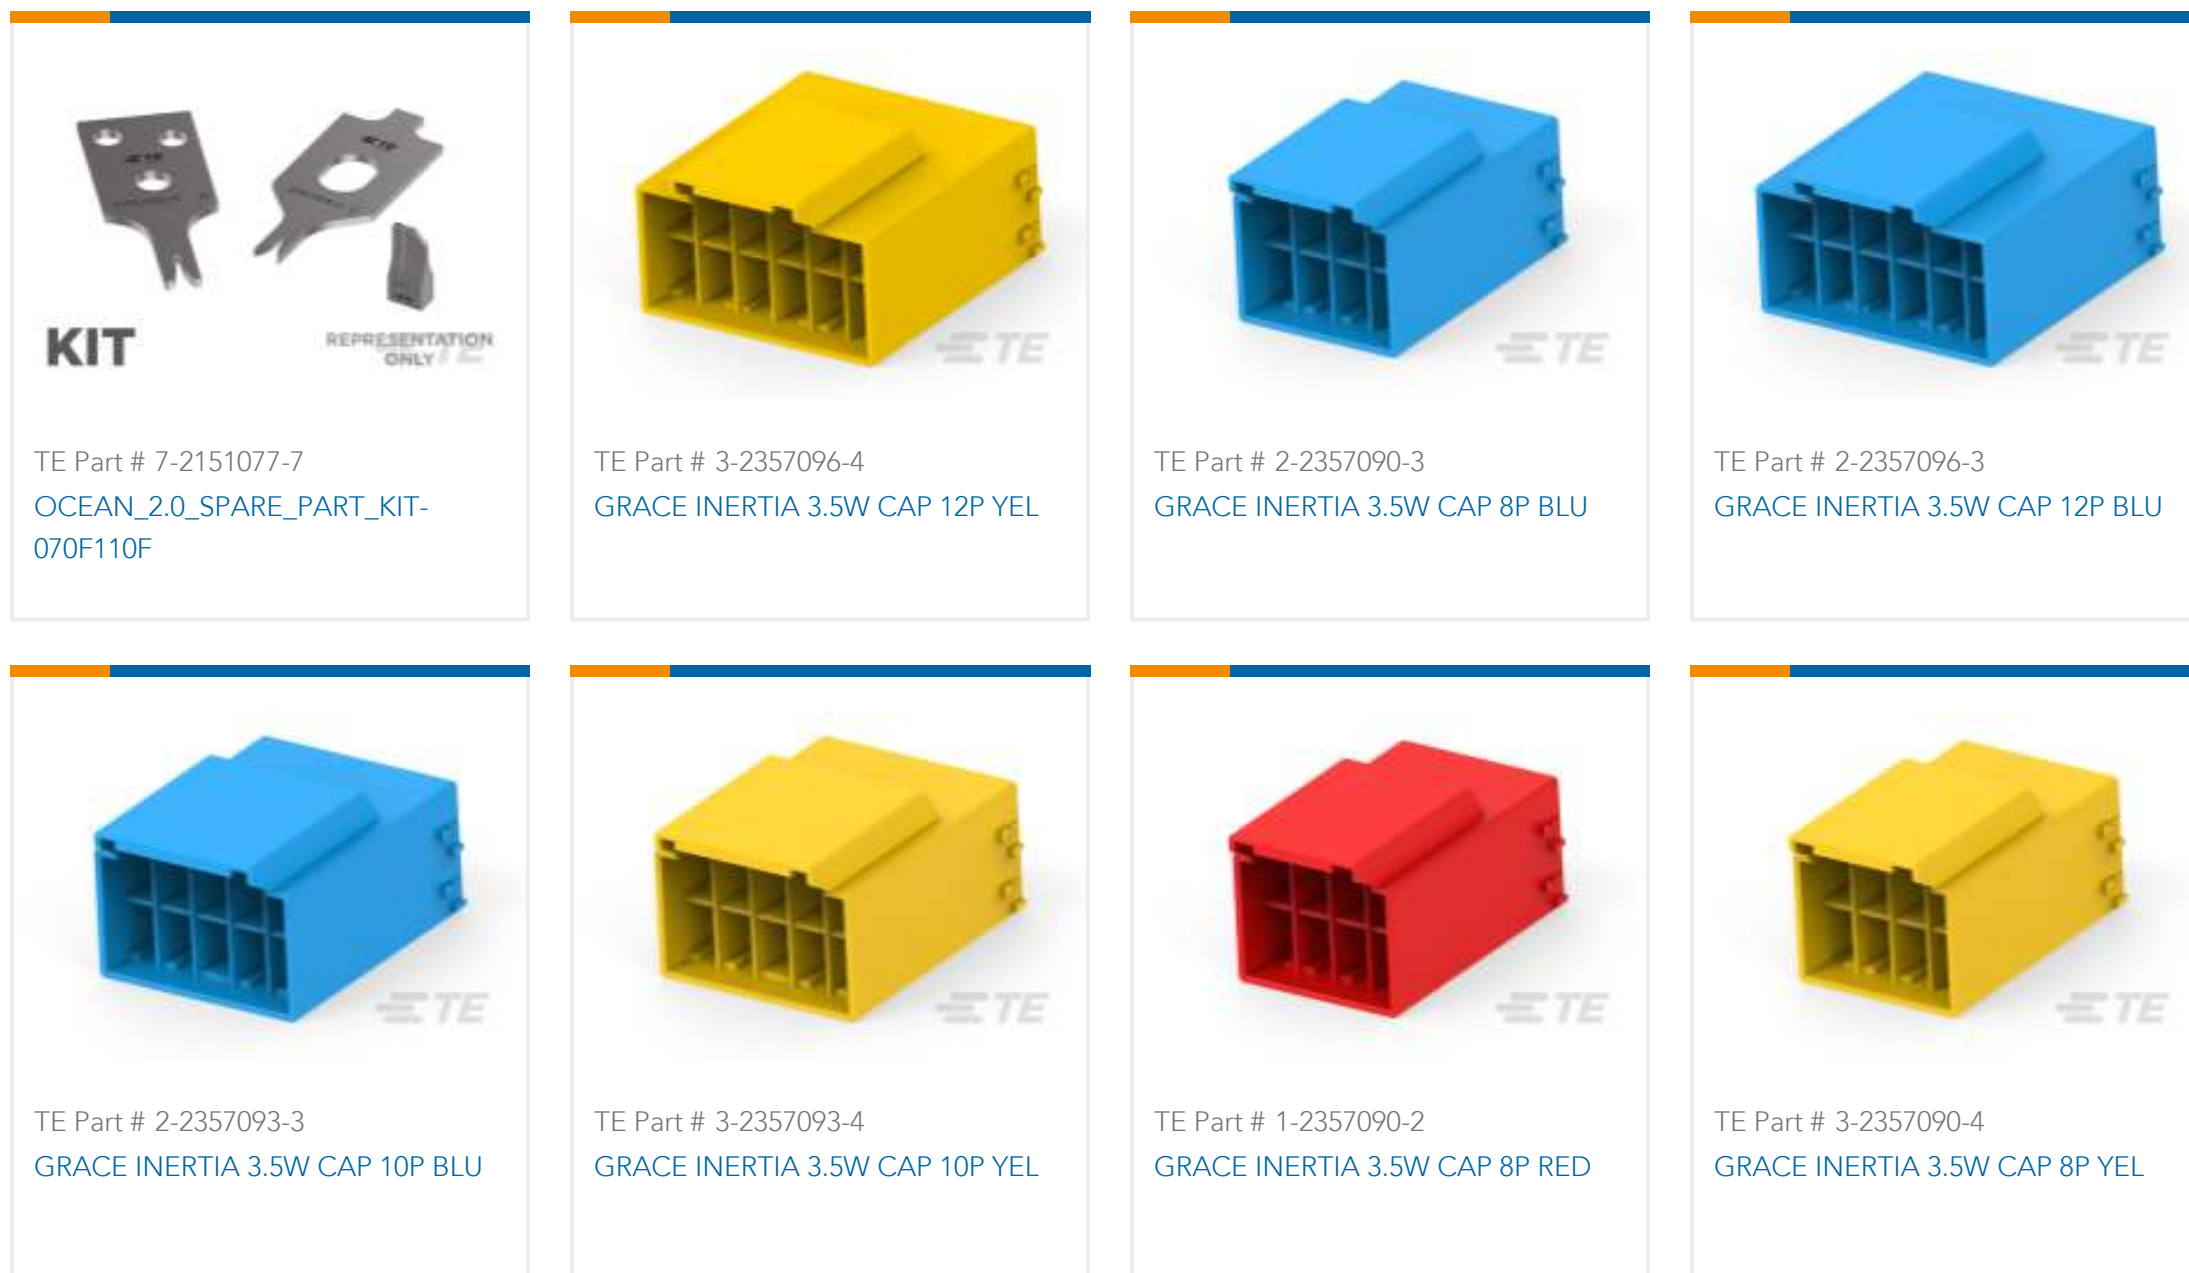 KIT
REPRESENTATION
ONLY
TE
TE
TE
TE
TE Part # 7-2151077-7
OCEAN_2.0_SPARE_PART_KIT-
070F110F
TE Part # 3-2357096-4
GRACE INERTIA 3.5W CAP 12P YEL
TE Part # 2-2357090-3
GRACE INERTIA 3.5W CAP 8P BLU
TE Part # 2-2357096-3
GRACE INERTIA 3.5W CAP 12P BLU
TE
TE
TE
TE
TE Part # 2-2357093-3
GRACE INERTIA 3.5W CAP 10P BLU
TE Part # 3-2357093-4
GRACE INERTIA 3.5W CAP 10P YEL
TE Part # 1-2357090-2
GRACE INERTIA 3.5W CAP 8P RED
TE Part # 3-2357090-4
GRACE INERTIA 3.5W CAP 8P YEL